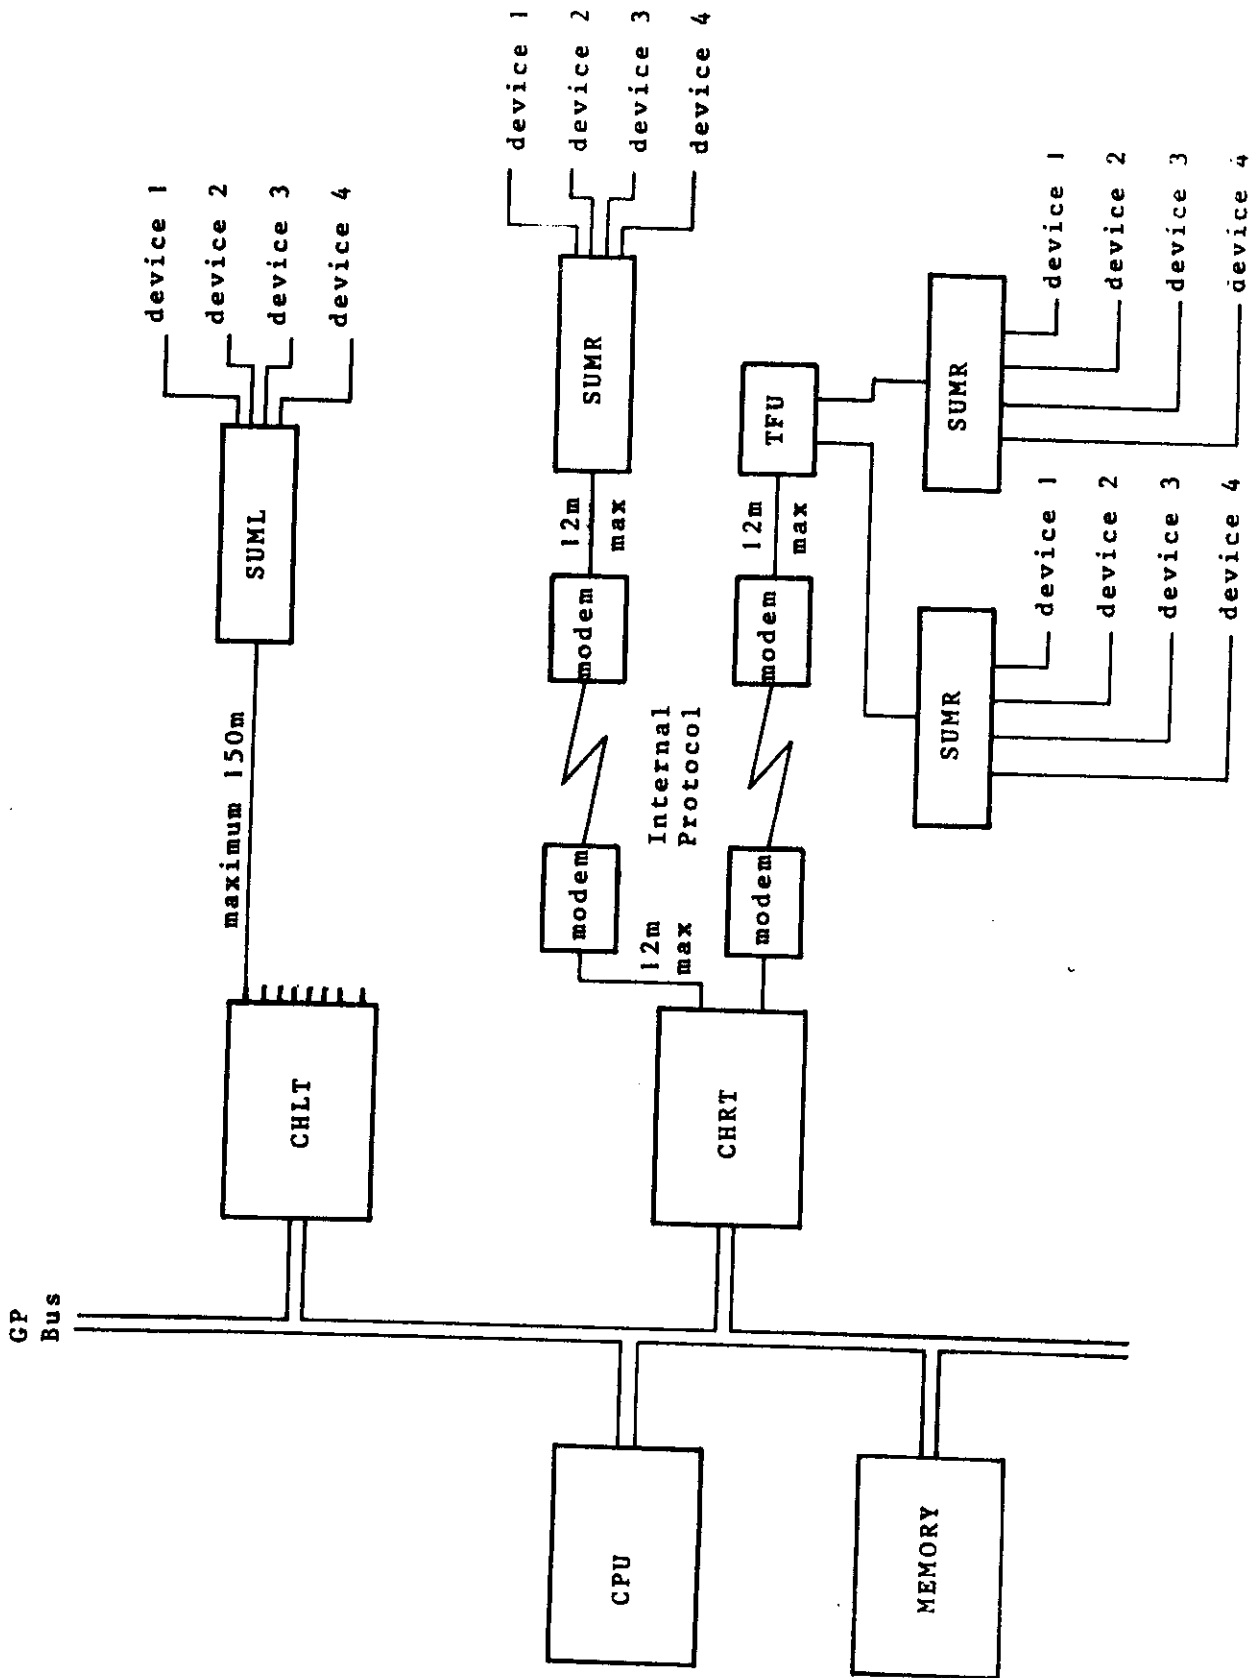 GP
Bus
CPU
MEMORY
CHLT
maximum 150m
SUML
device 1
device 2
device 3
device 4
CHRT
12m
max
modem
Internal
Protocol
modem
12m
max
SUMR
device 1
device 2
device 3
device 4
modem
modem
12m
max
TFU
SUMR
device 1
device 2
device 3
device 4
SUMR
device 1
device 2
device 3
device 4